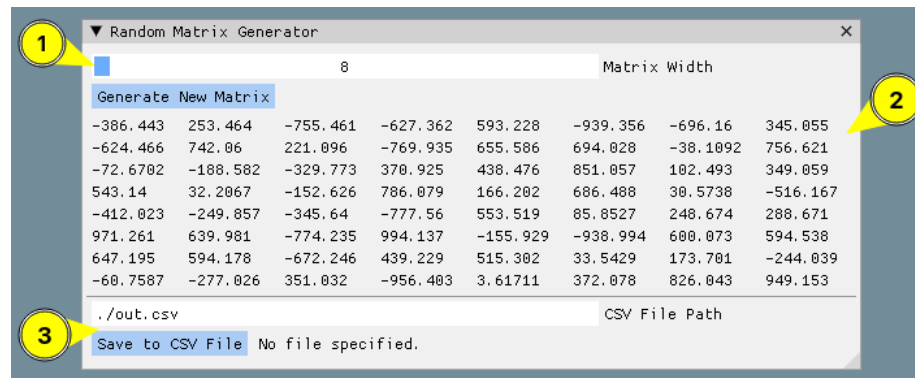 ▼ Random Matrix Generator ×
1
8 Matrix Width
Generate New Matrix
2
-386.443 253.464 -755.461 -627.362 593.228 -939.356 -696.16 345.055
-624.466 742.06 221.096 -769.935 655.586 694.028 -38.1092 756.621
-72.6702 -188.582 -329.773 370.925 438.476 851.057 102.493 349.059
543.14 32.2067 -152.626 786.079 166.202 686.488 30.5738 -516.167
-412.023 -249.857 -345.64 -777.56 553.519 85.8527 248.674 288.671
971.261 639.981 -774.235 994.137 -155.929 -938.994 600.073 594.538
647.195 594.178 -672.246 439.229 515.302 33.5429 173.701 -244.039
-60.7587 -277.026 351.032 -956.403 3.61711 372.078 826.043 949.153
./out.csv CSV File Path
3
Save to CSV File No file specified.